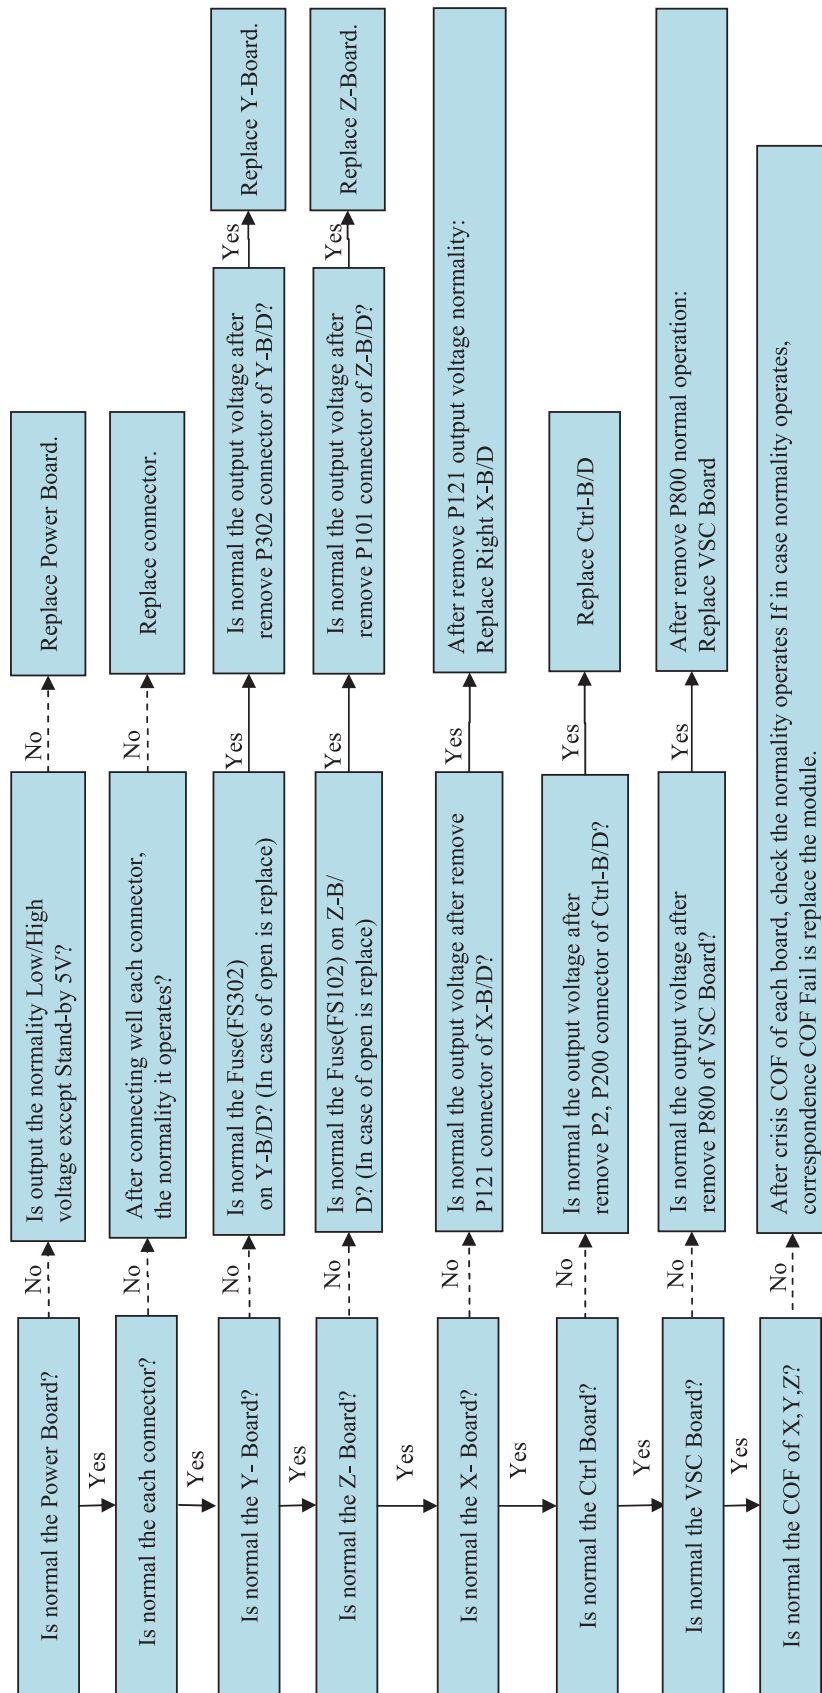 Is normal the Power Board?
No
Is output the normality Low/High
voltage except Stand-by 5V?
No
Replace Power Board.
Yes
Is normal the each connector?
No
After connecting well each connector,
the normality it operates?
No
Replace connector.
Yes
Is normal the Y- Board?
No
Is normal the Fuse(FS302)
on Y-B/D? (In case of open is replace)
Yes
Is normal the output voltage after
remove P302 connector of Y-B/D?
Yes
Replace Y-Board.
Yes
Is normal the Z- Board?
No
Is normal the Fuse(FS102) on Z-B/
D? (In case of open is replace)
Yes
Is normal the output voltage after
remove P101 connector of Z-B/D?
Yes
Replace Z-Board.
Yes
Is normal the X- Board?
No
Is normal the output voltage after remove
P121 connector of X-B/D?
Yes
After remove P121 output voltage normality:
Replace Right X-B/D
Yes
Is normal the Ctrl Board?
No
Is normal the output voltage after
remove P2, P200 connector of Ctrl-B/D?
Yes
Replace Ctrl-B/D
Yes
Is normal the VSC Board?
No
Is normal the output voltage after
remove P800 of VSC Board?
Yes
After remove P800 normal operation:
Replace VSC Board
Yes
Is normal the COF of X,Y,Z?
No
After crisis COF of each board, check the normality operates If in case normality operates,
correspondence COF Fail is replace the module.